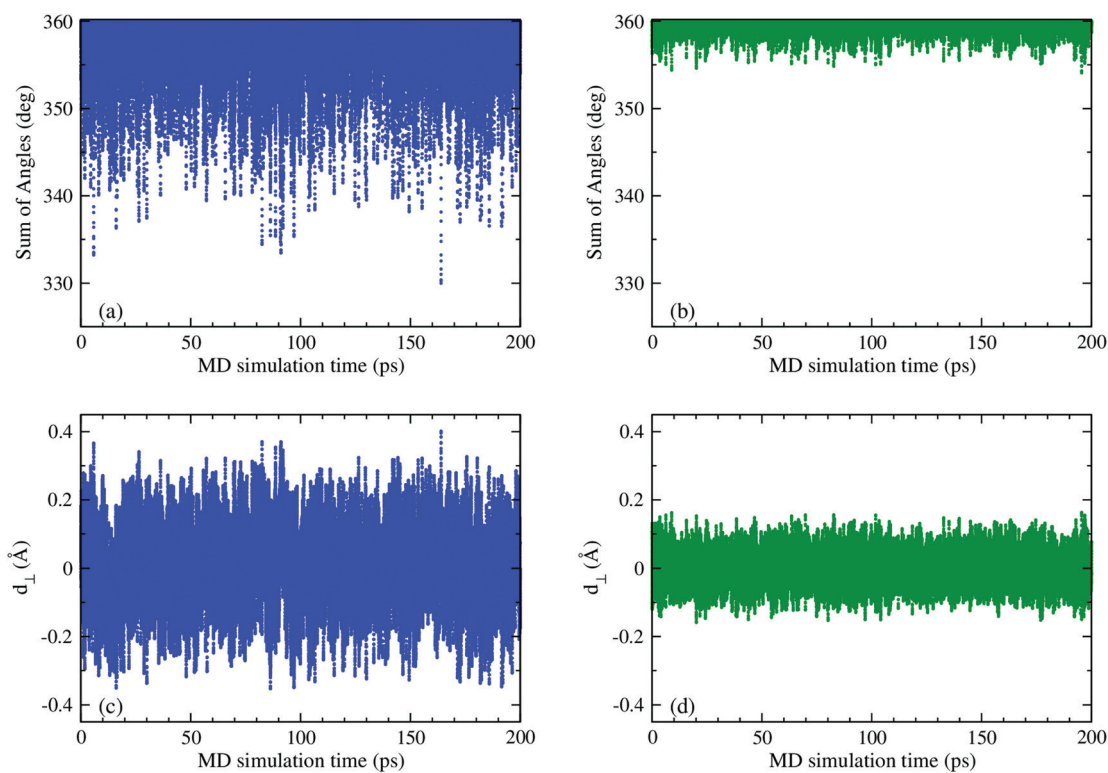 360
350
340
330
Sum of Angles (deg)
(a)
0 50 100 150 200
MD simulation time (ps)
360
350
340
330
Sum of Angles (deg)
(b)
0 50 100 150 200
MD simulation time (ps)
0.4
0.2
0
-0.2
-0.4
d⊥ (Å)
(c)
0 50 100 150 200
MD simulation time (ps)
0.4
0.2
0
-0.2
-0.4
d⊥ (Å)
(d)
0 50 100 150 200
MD simulation time (ps)